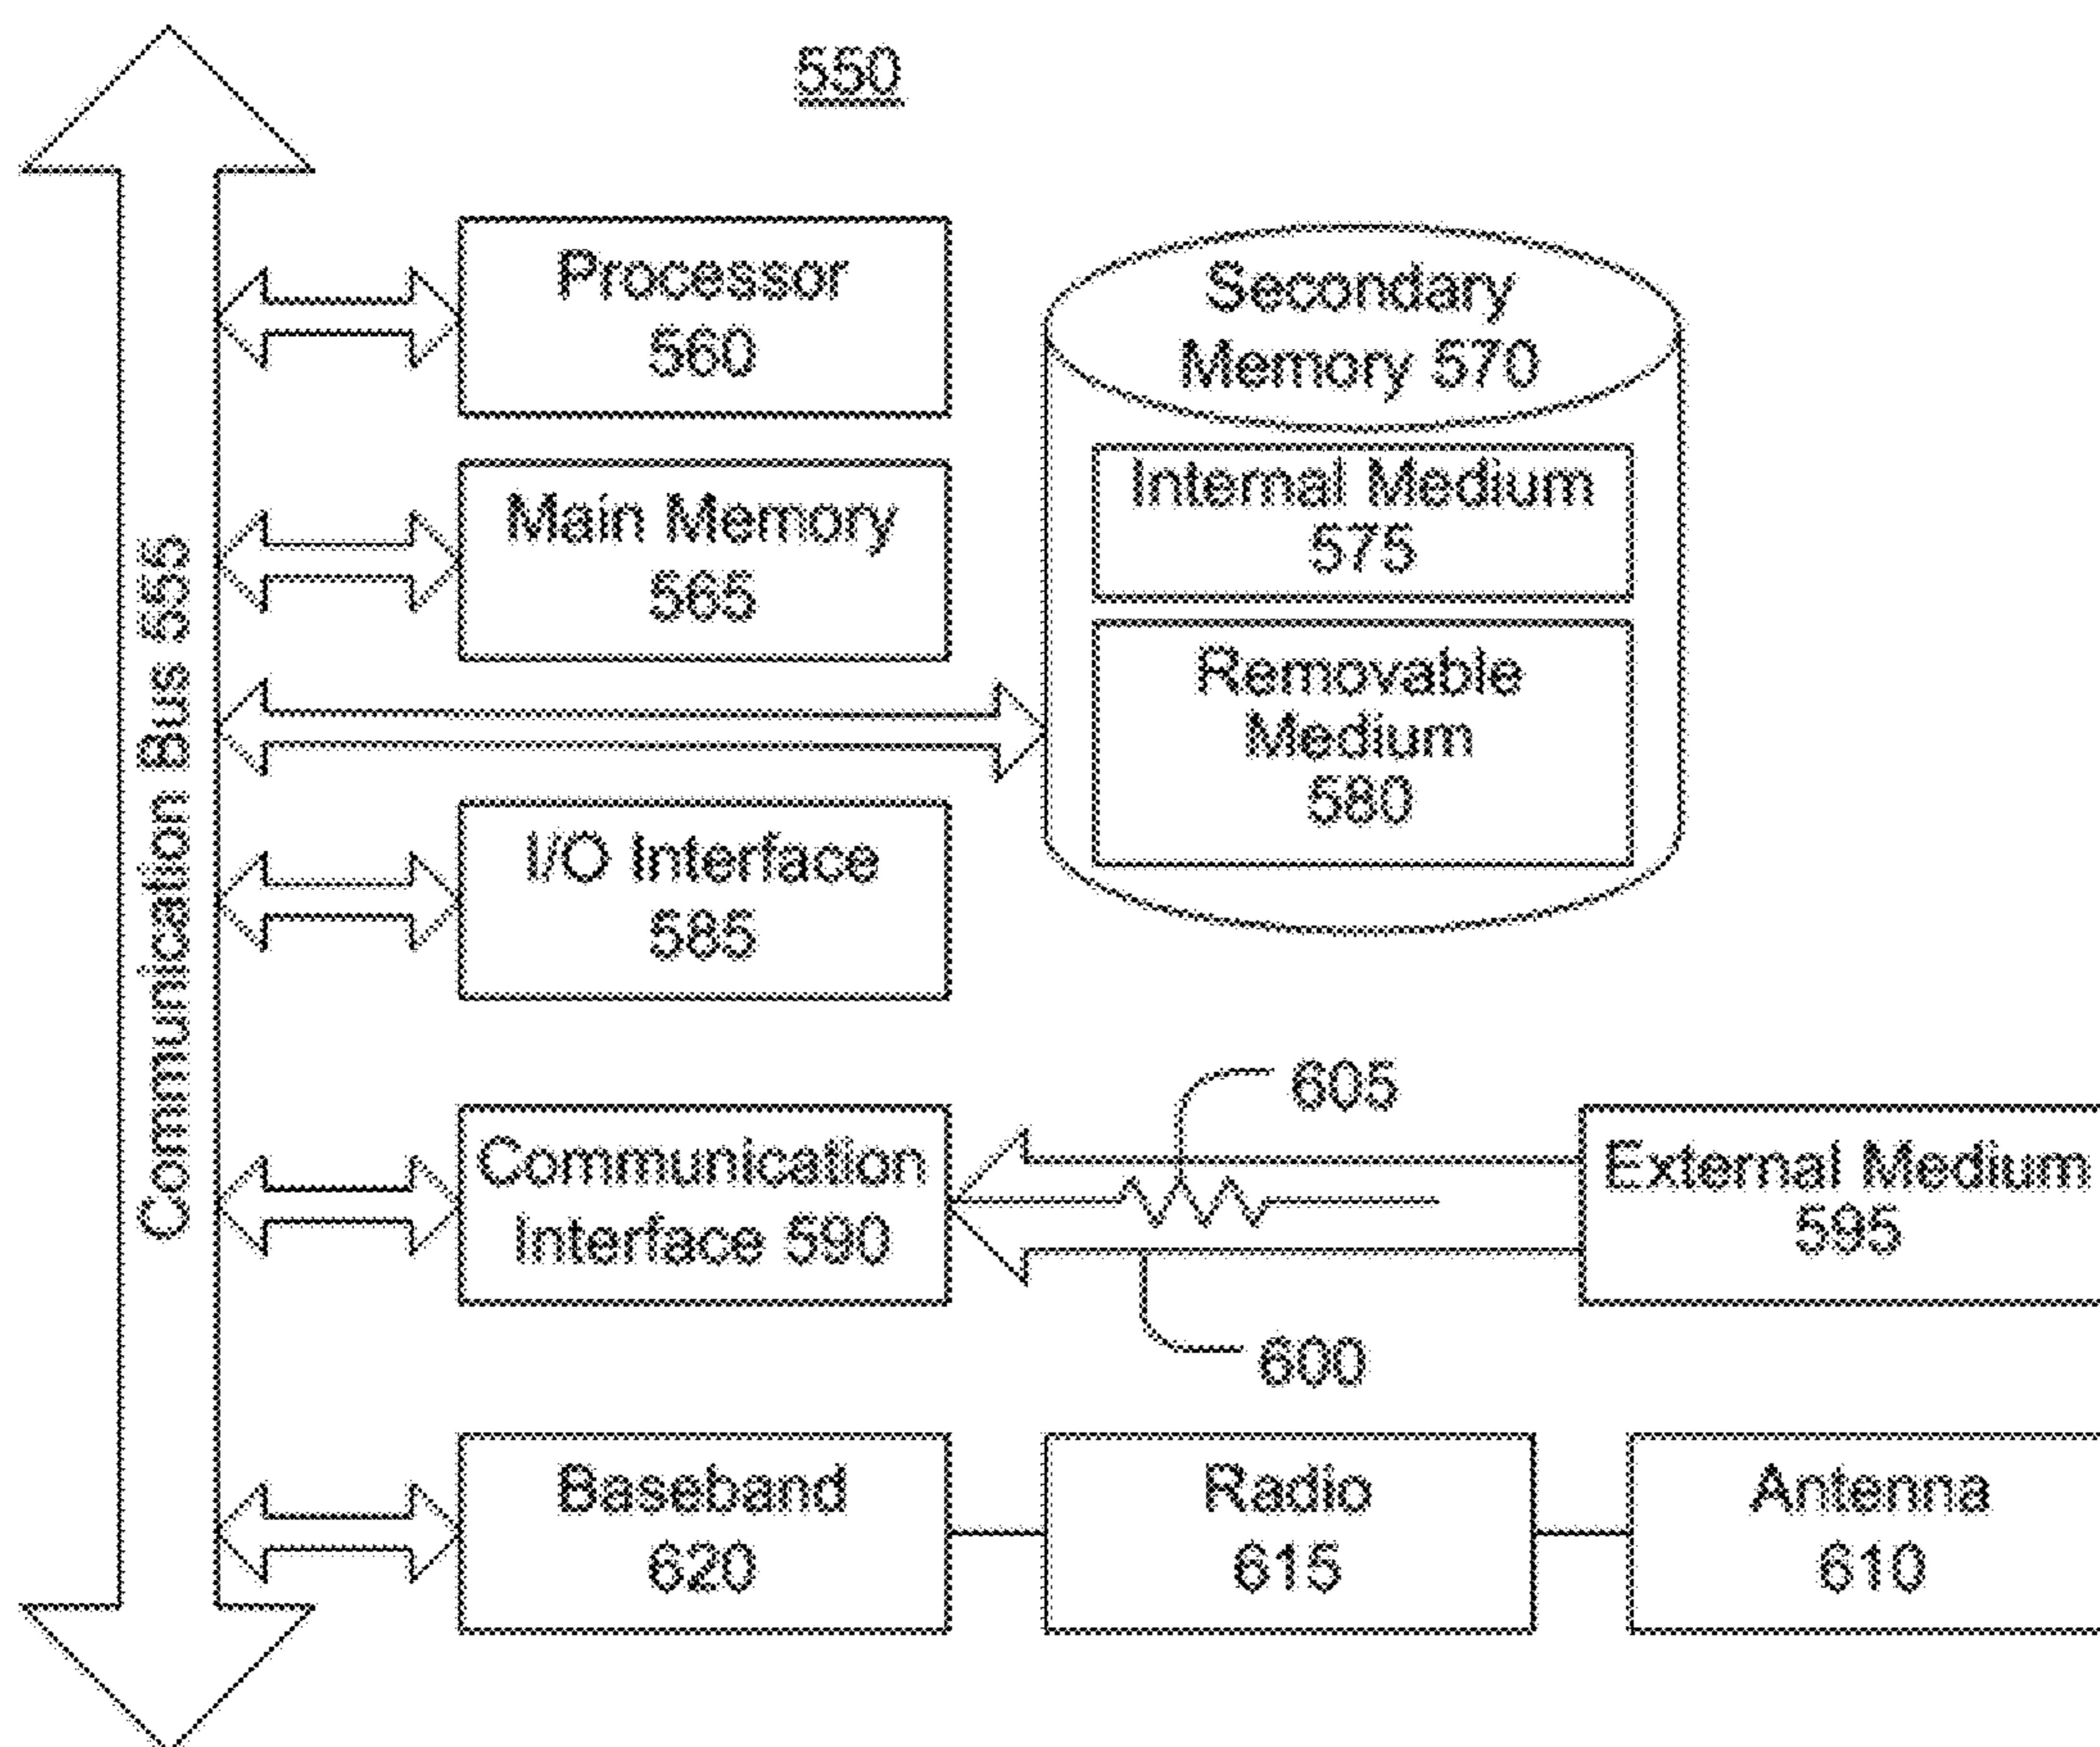 550
Communication Bus 555
Processor
560
Main Memory
565
Secondary
Memory 570
Internal Medium
575
Removable
Medium
580
I/O Interface
585
Communication
Interface 590
605
600
External Medium
595
Baseband
620
Radio
615
Antenna
610